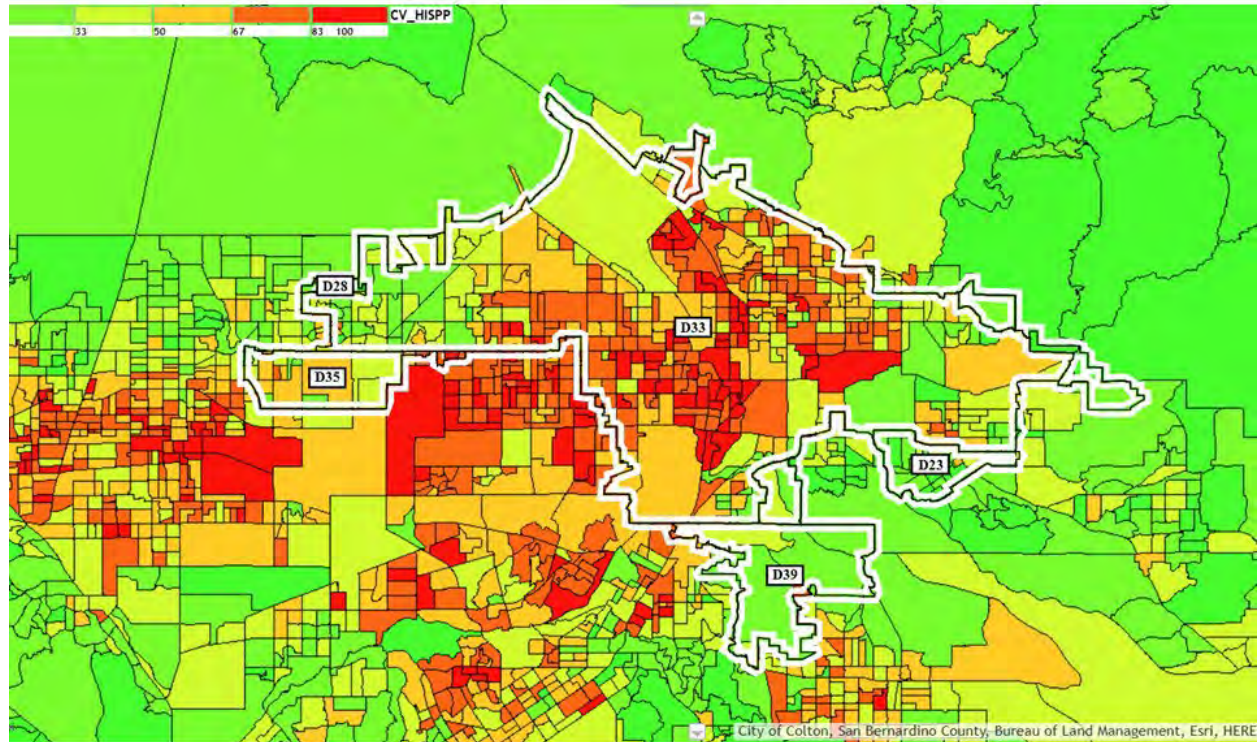 CV_HISPP
33 50 67 83 100
D28
D33
D35
D23
D39
City of Colton, San Bernardino County, Bureau of Land Management, Esri, HERE